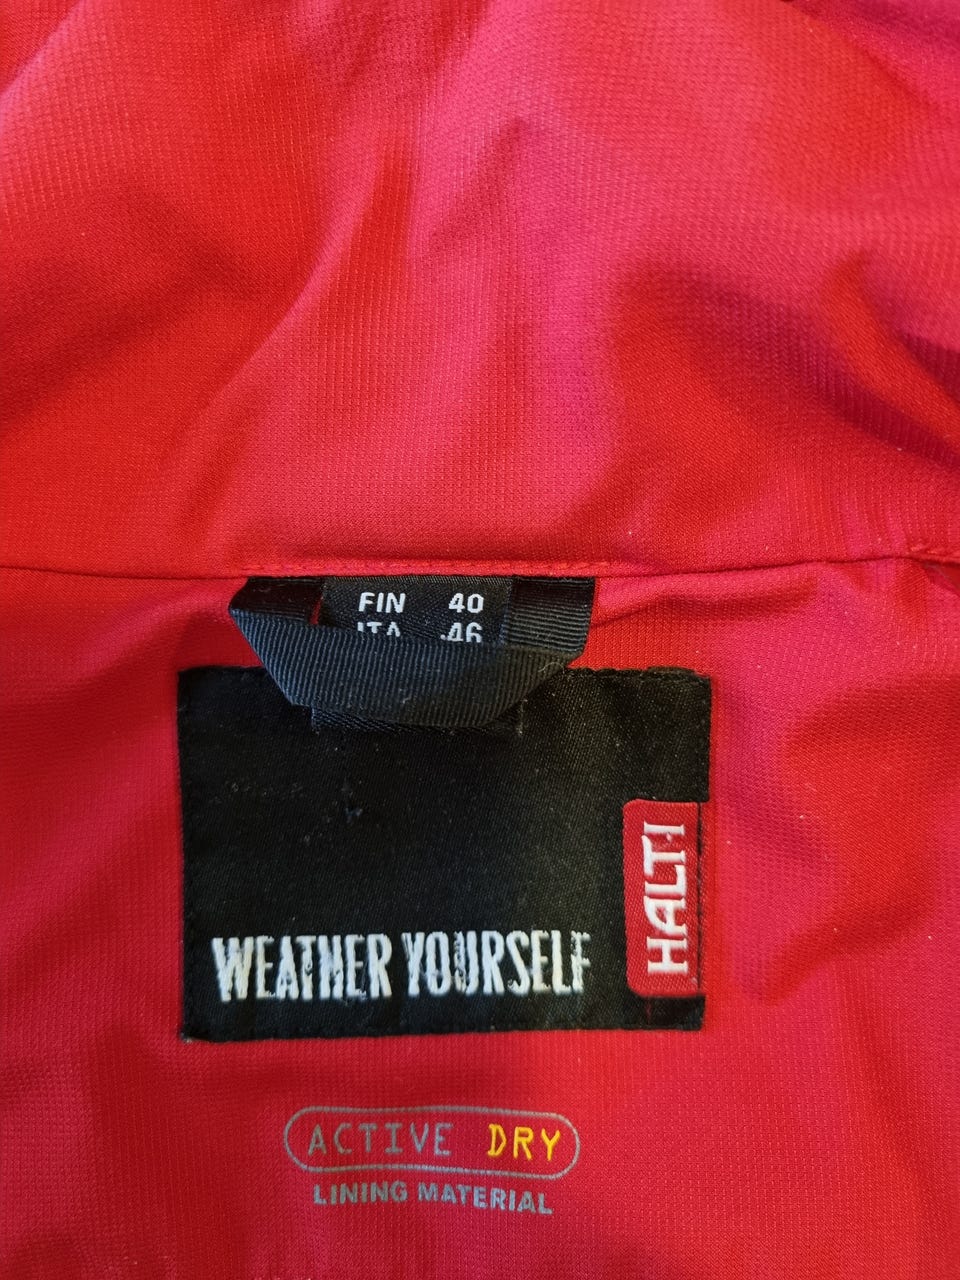 FIN 40
ITA 46
HALTI
WEATHER YOURSELF
ACTIVE DRY
LINING MATERIAL